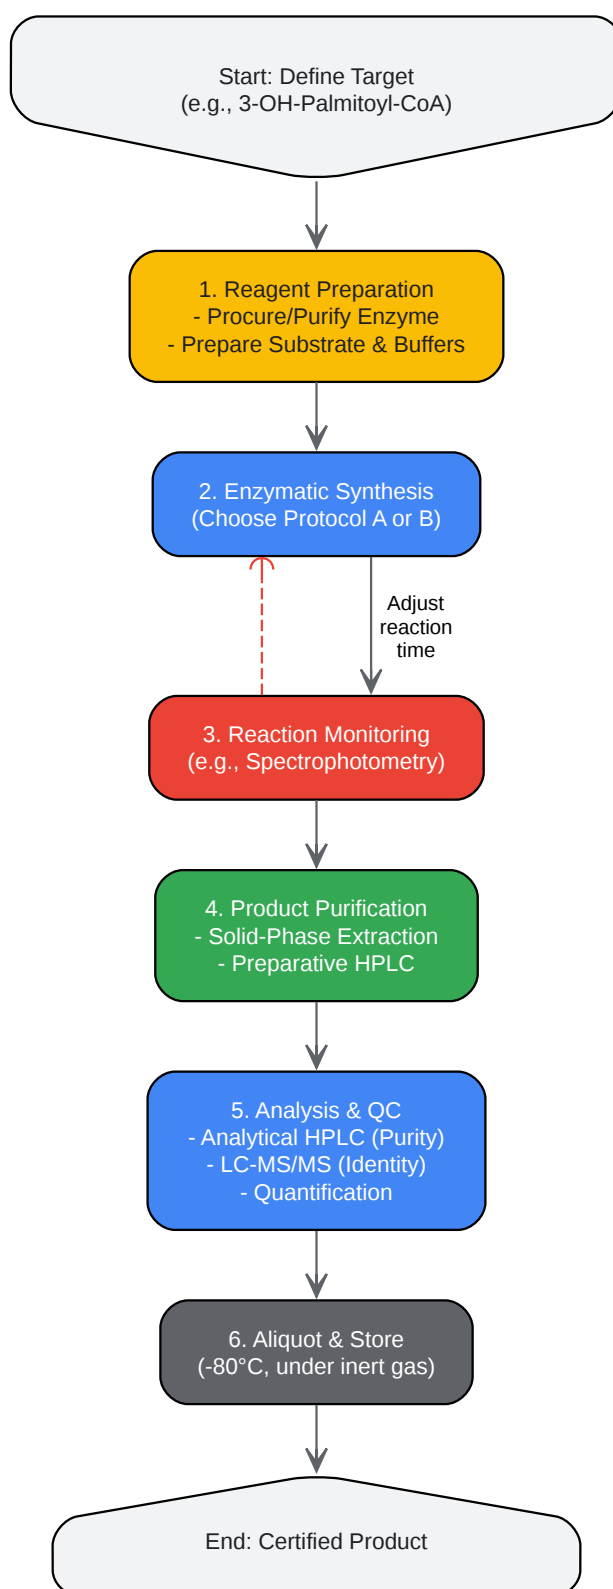 Start: Define Target
(e.g., 3-OH-Palmitoyl-CoA)
1. Reagent Preparation
- Procure/Purify Enzyme
- Prepare Substrate & Buffers
2. Enzymatic Synthesis
(Choose Protocol A or B)
Adjust
reaction
time
3. Reaction Monitoring
(e.g., Spectrophotometry)
4. Product Purification
- Solid-Phase Extraction
- Preparative HPLC
5. Analysis & QC
- Analytical HPLC (Purity)
- LC-MS/MS (Identity)
- Quantification
6. Aliquot & Store
(-80°C, under inert gas)
End: Certified Product